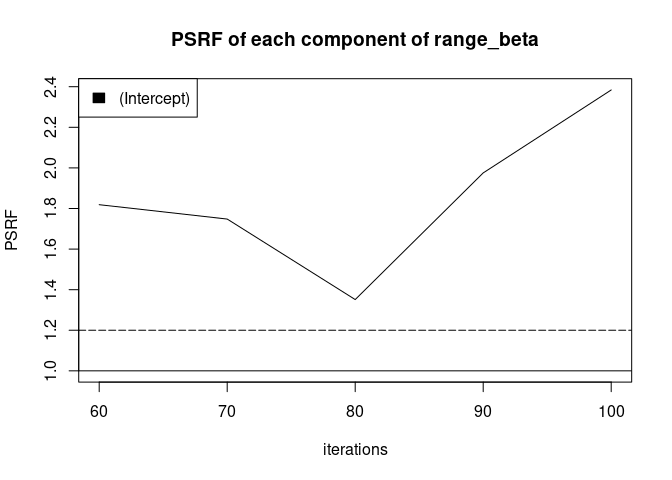 PSRF of each component of range_beta
(Intercept)
PSRF
2.4
2.2
2.0
1.8
1.6
1.4
1.2
1.0
60 70 80 90 100
iterations